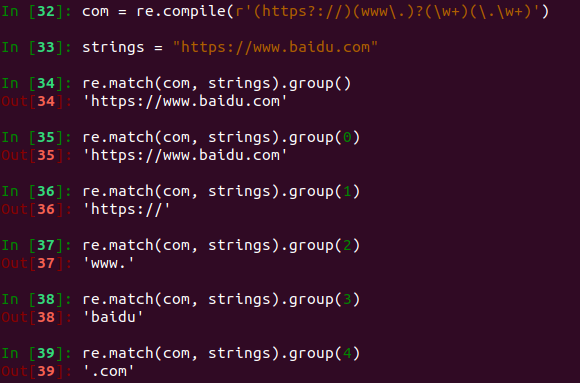 In [32]: com = re.compile(r'(https?://)(www\.)?(\w+)(\.\w+)')
In [33]: strings = "https://www.baidu.com"
In [34]: re.match(com, strings).group()
Out[34]: 'https://www.baidu.com'
In [35]: re.match(com, strings).group(0)
Out[35]: 'https://www.baidu.com'
In [36]: re.match(com, strings).group(1)
Out[36]: 'https://'
In [37]: re.match(com, strings).group(2)
Out[37]: 'www.'
In [38]: re.match(com, strings).group(3)
Out[38]: 'baidu'
In [39]: re.match(com, strings).group(4)
Out[39]: '.com'